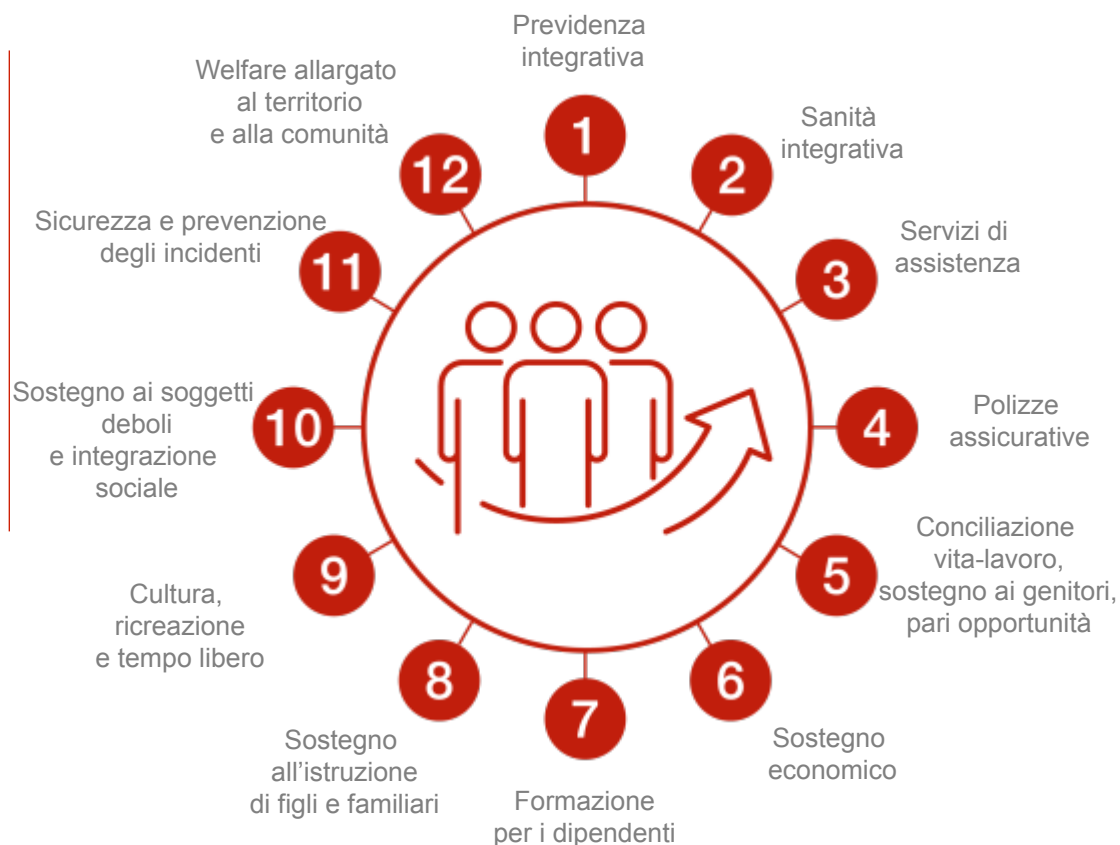 1
Previdenza
integrativa
2
Sanità
integrativa
3
Servizi di
assistenza
4
Polizze
assicurative
5
Conciliazione
vita-lavoro,
sostegno ai genitori,
pari opportunità
6
Sostegno
economico
7
Formazione
per i dipendenti
8
Sostegno
all’istruzione
di figli e familiari
9
Cultura,
ricreazione
e tempo libero
10
Sostegno ai soggetti
deboli
e integrazione
sociale
11
Sicurezza e prevenzione
degli incidenti
12
Welfare allargato
al territorio
e alla comunità